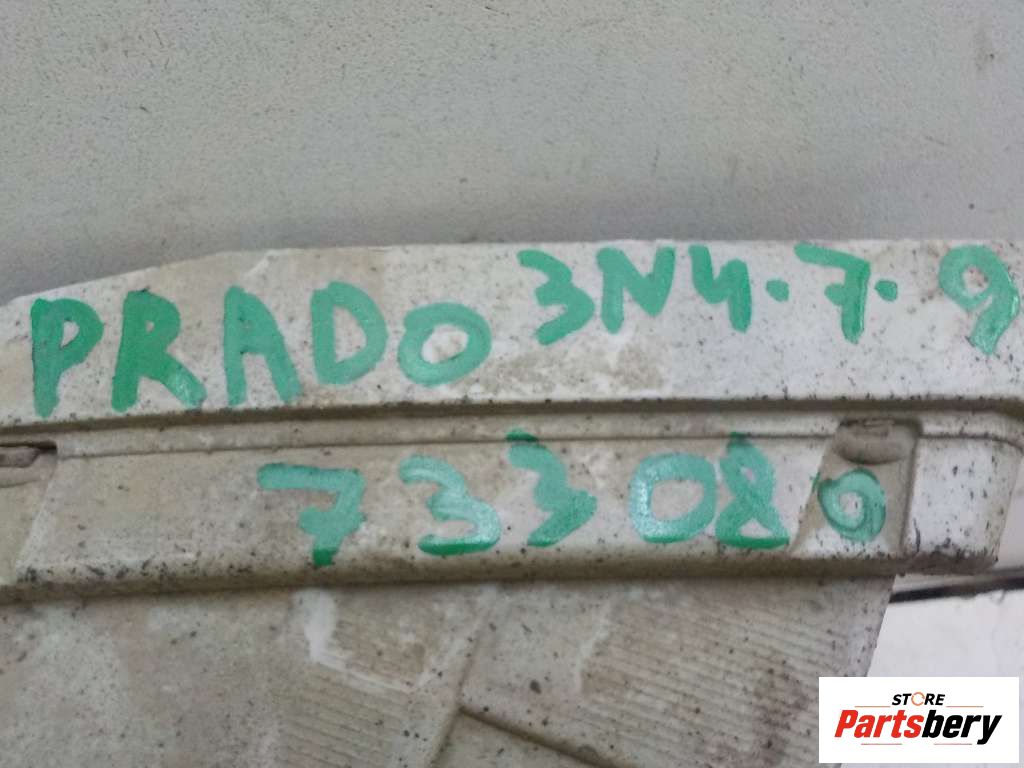 PRADO 3N4.7.9
733080
STORE
Partsbery